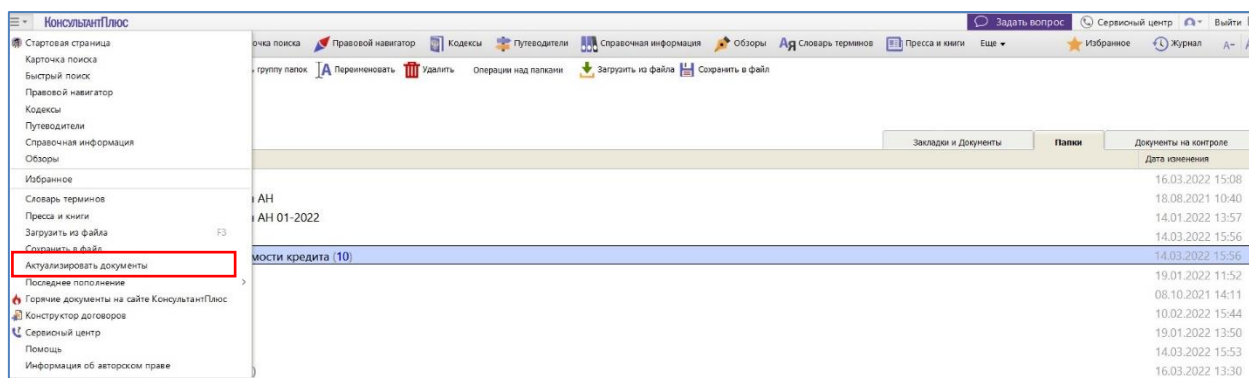 КонсультантПлюс Задать вопрос Сервисный центр Выйти
Стартовая страница
очка поиска Правовой навигатор Кодексы Путеводители Справочная информация Обзоры Словарь терминов Пресса и книги Еще Избранное Журнал А-
Карточка поиска
Быстрый поиск
группу папок Переименовать Удалить Операции над папками Загрузить из файла Сохранить в файл
Правовой навигатор
Кодексы
Путеводители
Справочная информация
Закладки и Документы Папки Документы на контроле
Обзоры
Дата изменения
Избранное
16.03.2022 15:08
Словарь терминов
АН 18.08.2021 10:40
Пресса и книги
АН 01-2022 14.01.2022 13:57
Загрузить из файла F3
14.03.2022 15:56
Сохранить в файл
мости кредита (10) 14.03.2022 15:56
Актуализировать документы
Последнее пополнение
19.01.2022 11:52
Горячие документы на сайте КонсультантПлюс
08.10.2021 14:11
Конструктор договоров
10.02.2022 15:44
Сервисный центр
19.01.2022 13:50
Помощь
14.03.2022 15:53
Информация об авторском праве
) 16.03.2022 13:30